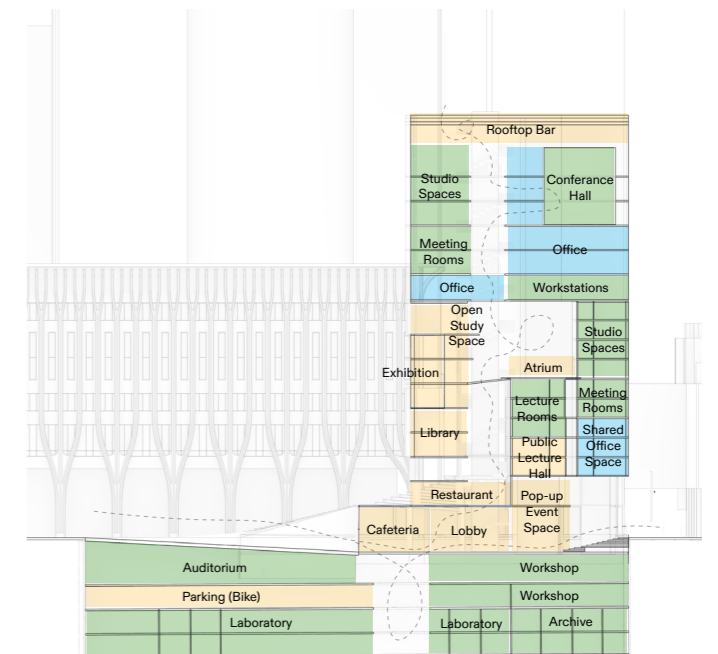 Rooftop Bar
Studio
Spaces
Conferance
Hall
Meeting
Rooms
Office
Office
Workstations
Open
Study
Space
Studio
Spaces
Exhibition
Atrium
Lecture
Rooms
Meeting
Rooms
Library
Public
Lecture
Hall
Shared
Office
Space
Restaurant
Pop-up
Event
Space
Cafeteria
Lobby
Auditorium
Workshop
Parking (Bike)
Workshop
Laboratory
Laboratory
Archive